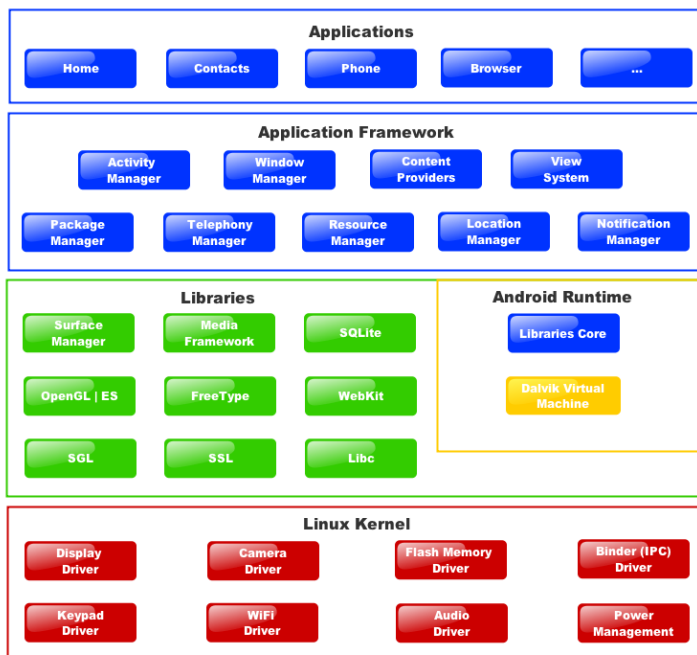 Applications
Home
Contacts
Phone
Browser
...
Application Framework
Activity
Manager
Window
Manager
Content
Providers
View
System
Package
Manager
Telephony
Manager
Resource
Manager
Location
Manager
Notification
Manager
Libraries
Surface
Manager
Media
Framework
SQLite
OpenGL | ES
FreeType
WebKit
SGL
SSL
Libc
Android Runtime
Libraries Core
Dalvik Virtual
Machine
Linux Kernel
Display
Driver
Camera
Driver
Flash Memory
Driver
Binder (IPC)
Driver
Keypad
Driver
WiFi
Driver
Audio
Driver
Power
Management